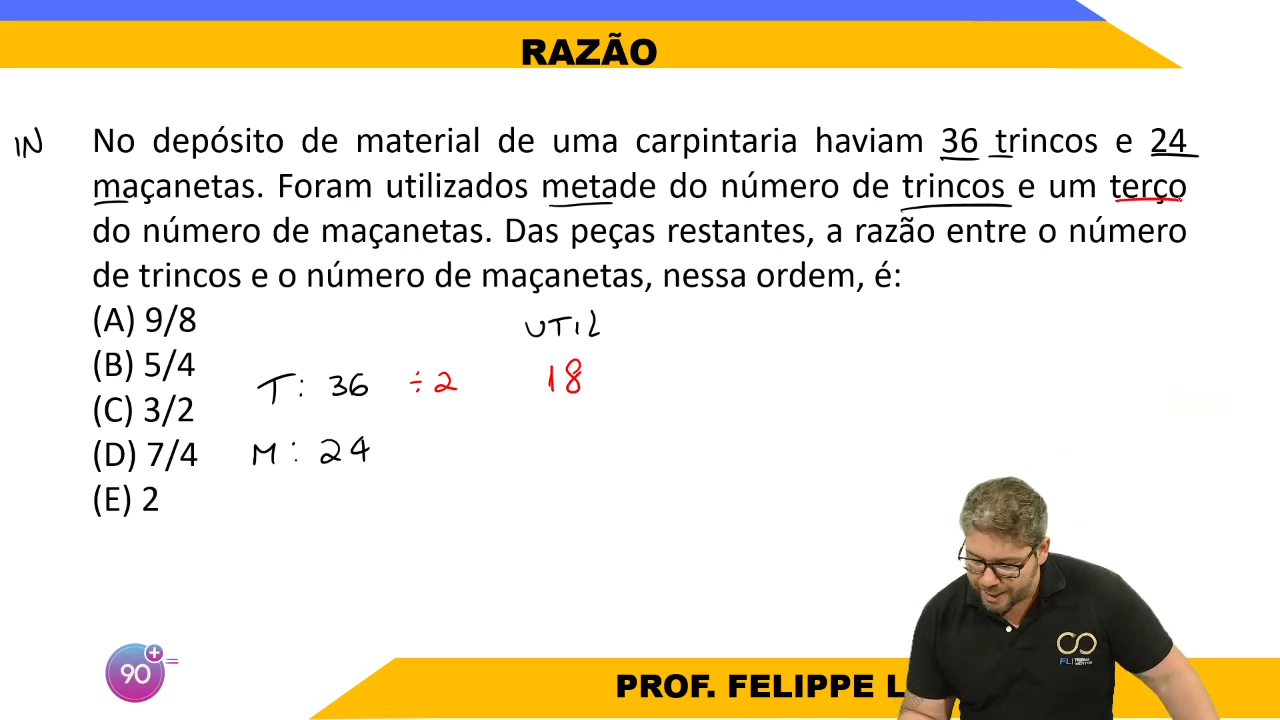 RAZÃO
IN No depósito de material de uma carpintaria haviam 36 trincos e 24
maçanetas. Foram utilizados metade do número de trincos e um terço
do número de maçanetas. Das peças restantes, a razão entre o número
de trincos e o número de maçanetas, nessa ordem, é:
(A) 9/8
(B) 5/4
(C) 3/2
(D) 7/4
(E) 2
UTIL
T: 36 ÷2 18
M: 24
90+=
FL TREINAMENTOS
PROF. FELIPPE L